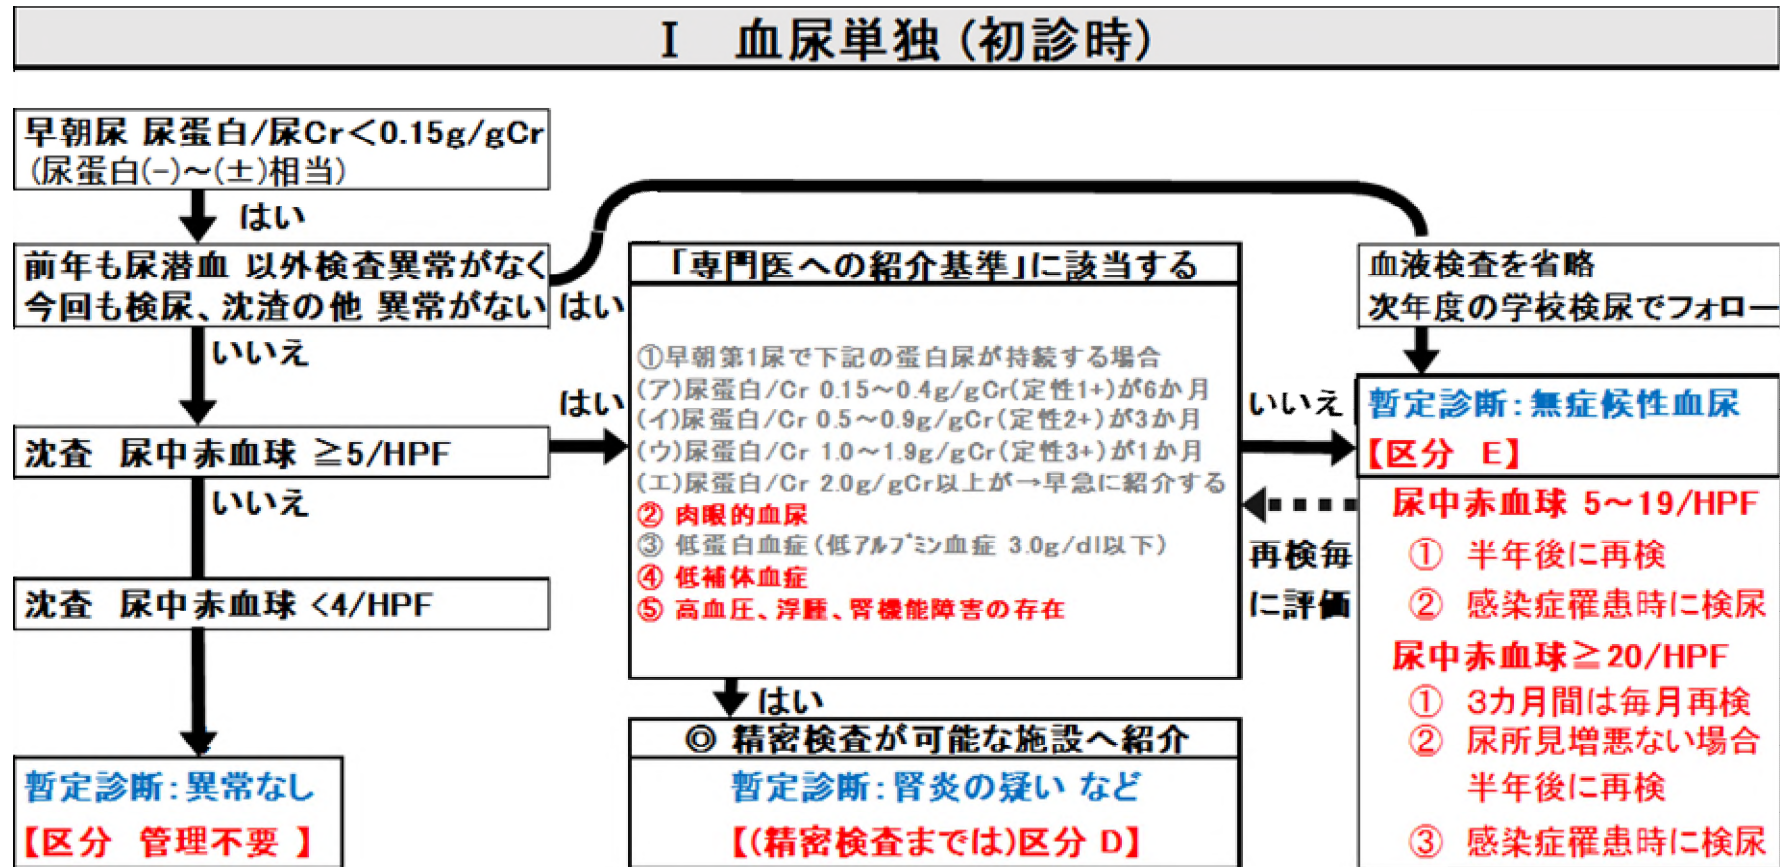 I 血尿単独(初診時)
早朝尿 尿蛋白/尿Cr<0.15g/gCr
(尿蛋白(-)~(±)相当)
はい
前年も尿潜血 以外検査異常がなく
今回も検尿、沈渣の他 異常がない
はい
いいえ
沈査 尿中赤血球 ≧5/HPF
はい
いいえ
沈査 尿中赤血球 <4/HPF
暫定診断:異常なし
【区分 管理不要 】
「専門医への紹介基準」に該当する
①早朝第1尿で下記の蛋白尿が持続する場合
(ア)尿蛋白/Cr 0.15~0.4g/gCr(定性1+)が6か月
(イ)尿蛋白/Cr 0.5~0.9g/gCr(定性2+)が3か月
(ウ)尿蛋白/Cr 1.0~1.9g/gCr(定性3+)が1か月
(エ)尿蛋白/Cr 2.0g/gCr以上が→早急に紹介する
② 肉眼的血尿
③ 低蛋白血症(低アルブミン血症 3.0g/dl以下)
④ 低補体血症
⑤ 高血圧、浮腫、腎機能障害の存在
はい
◎ 精密検査が可能な施設へ紹介
暫定診断:腎炎の疑い など
【(精密検査までは)区分 D】
いいえ
再検毎
に評価
血液検査を省略
次年度の学校検尿でフォロー
暫定診断:無症候性血尿
【区分 E】
尿中赤血球 5~19/HPF
① 半年後に再検
② 感染症罹患時に検尿
尿中赤血球≧20/HPF
① 3カ月間は毎月再検
② 尿所見増悪ない場合
半年後に再検
③ 感染症罹患時に検尿